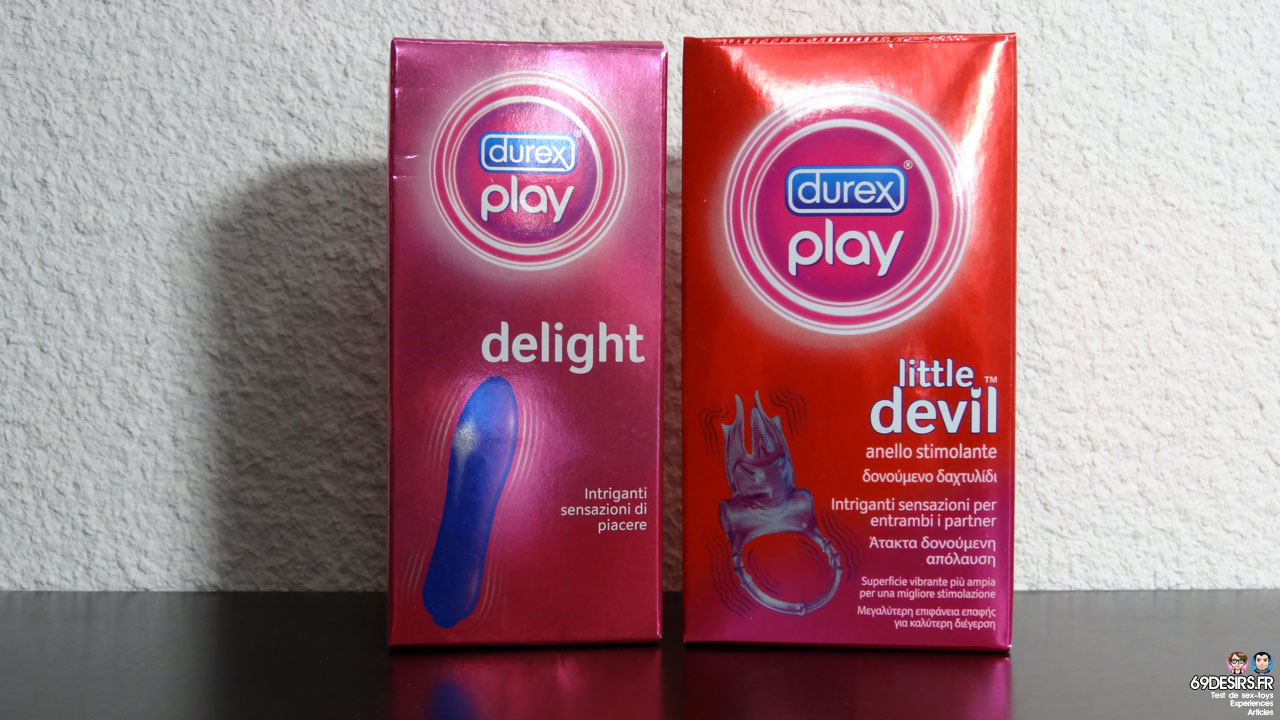 durex®
play
delight
Intriganti
sensazioni di
piacere
durex®
play
little
devil™
anello stimolante
δονούμενο δαχτυλίδι
Intriganti sensazioni per
entrambi i partner
Άτακτα δονούμενη
απόλαυση
Superficie vibrante più ampia
per una migliore stimolazione
Μεγαλύτερη επιφάνεια επαφής
για καλύτερη διέγερση
69DESIRS.FR
Test de sex-toys
Experiences
Articles